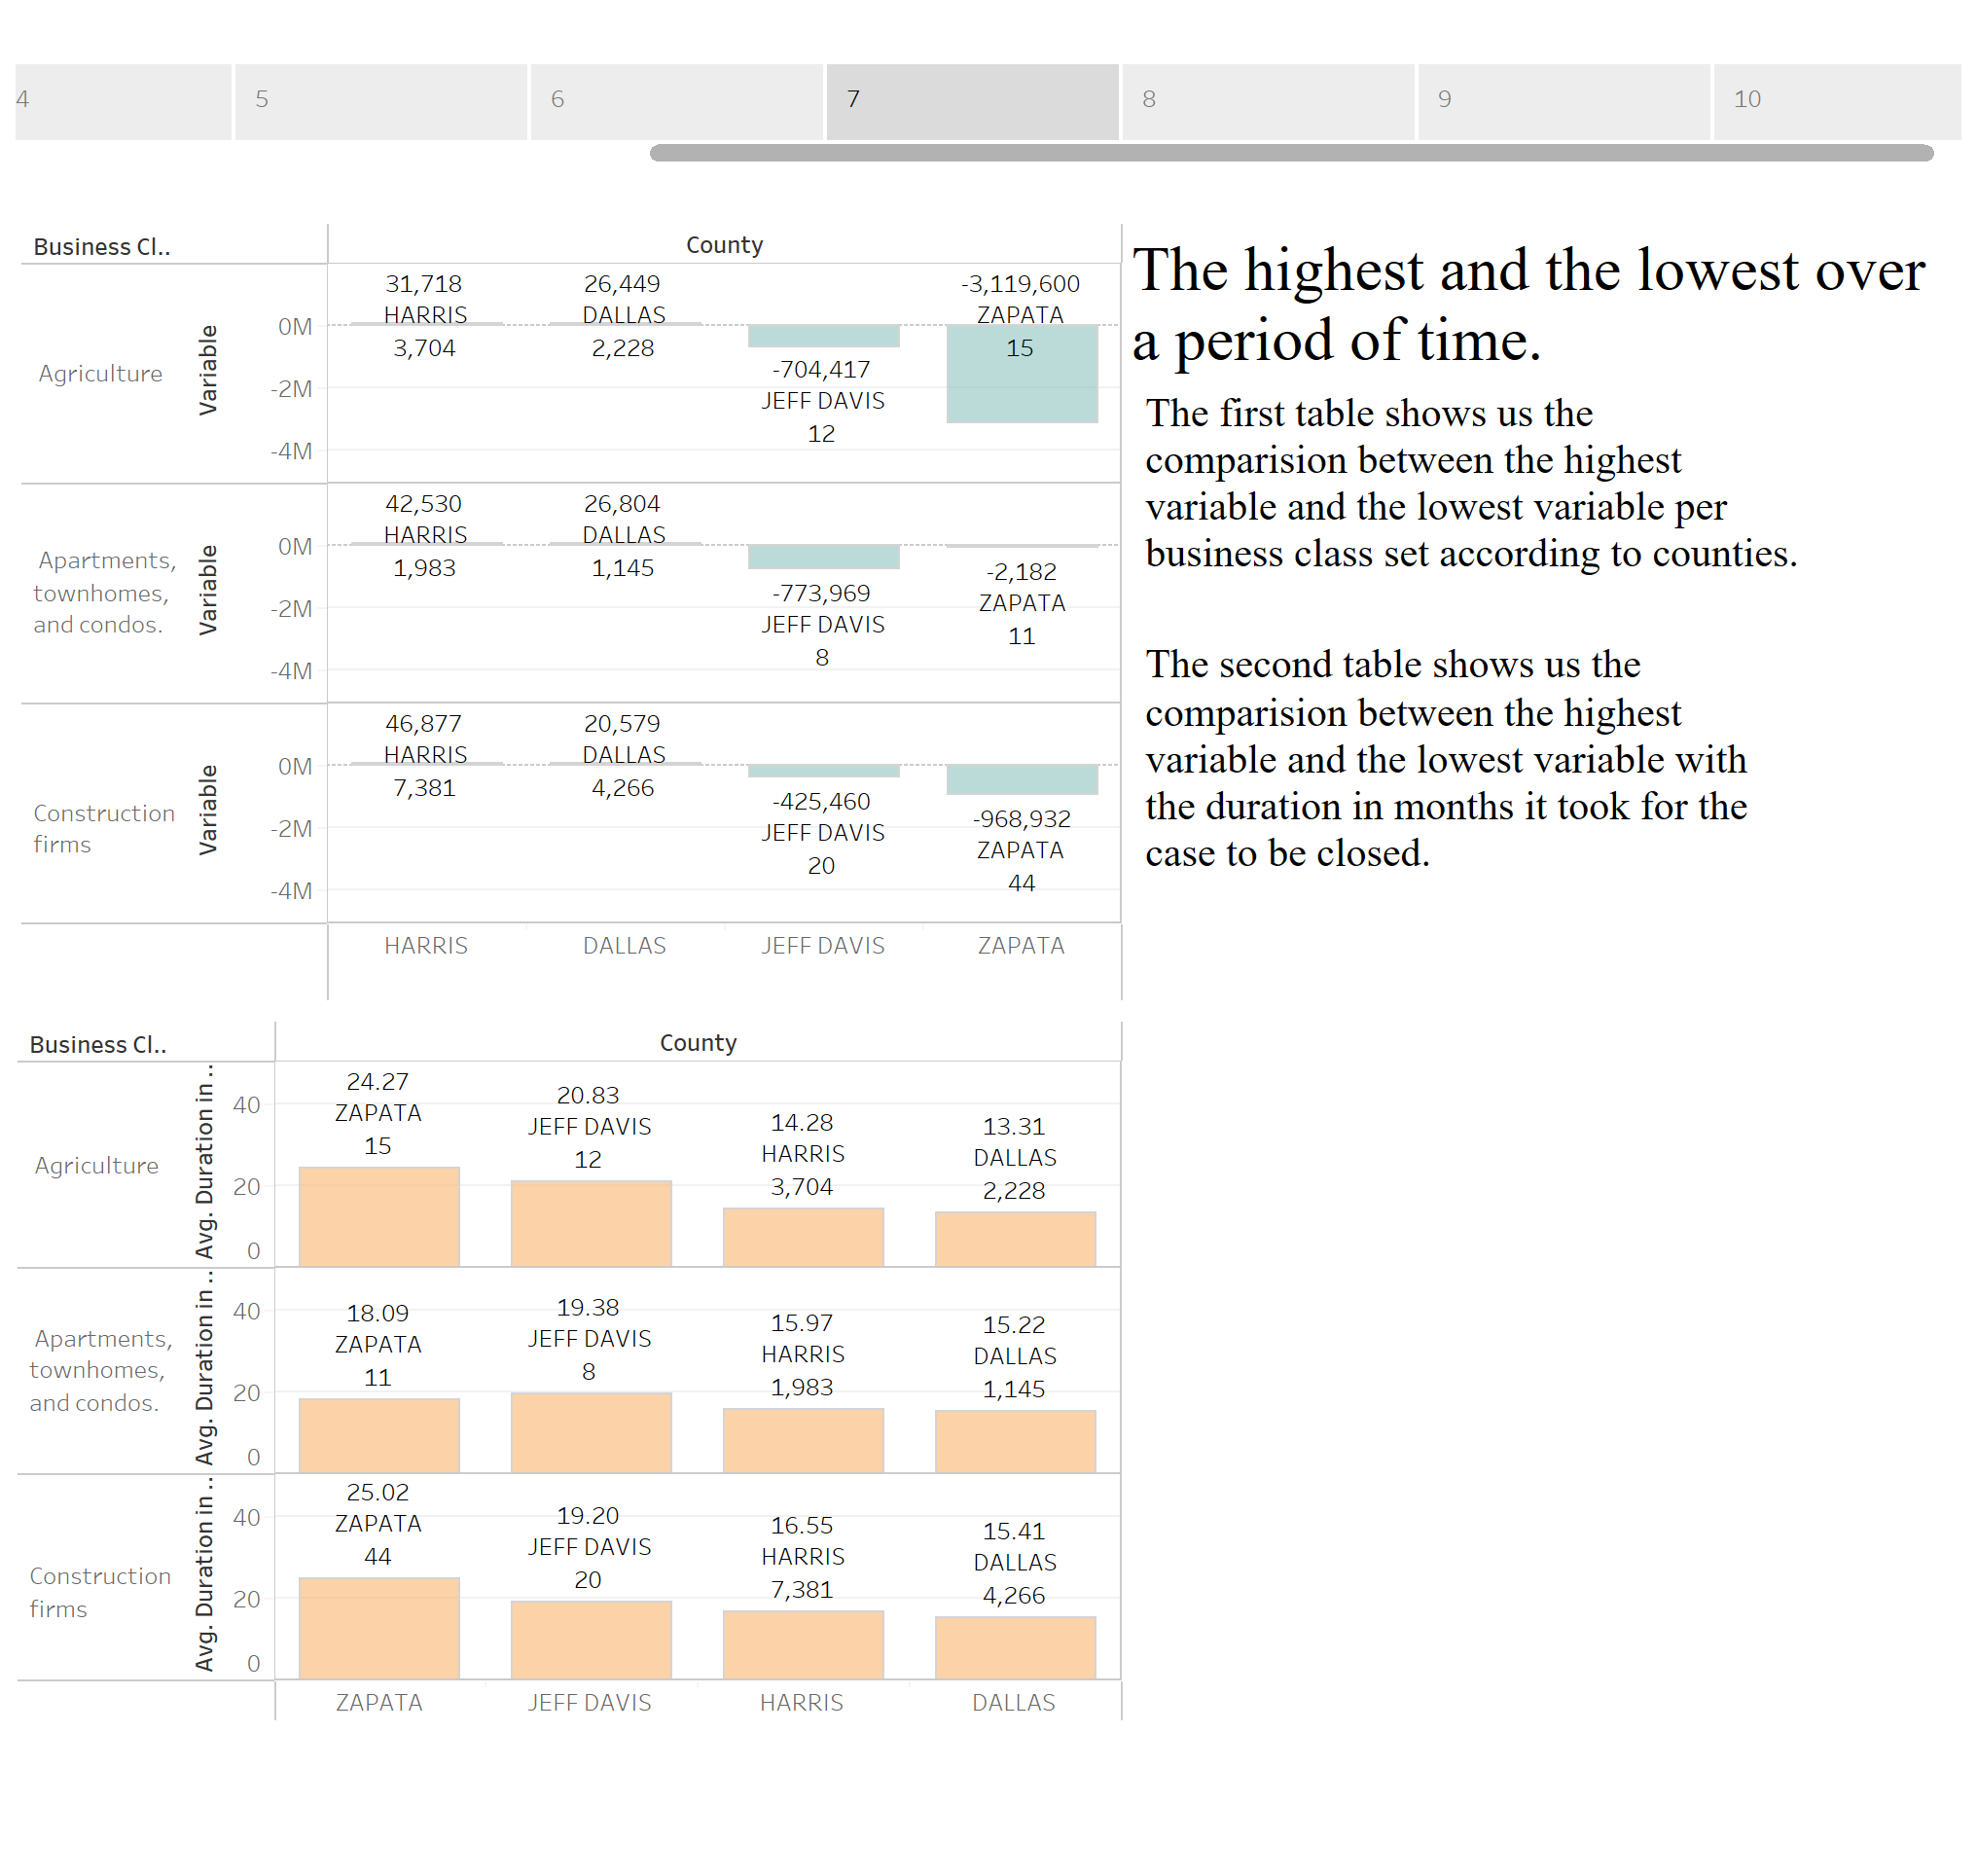 4 5 6 7 8 9 10
Business Cl.. County
The highest and the lowest over
a period of time.
The first table shows us the
comparision between the highest
variable and the lowest variable per
business class set according to counties.
The second table shows us the
comparision between the highest
variable and the lowest variable with
the duration in months it took for the
case to be closed.
Agriculture
Variable
0M
-2M
-4M
31,718
HARRIS
3,704
26,449
DALLAS
2,228
-704,417
JEFF DAVIS
12
-3,119,600
ZAPATA
15
Apartments,
townhomes,
and condos.
Variable
0M
-2M
-4M
42,530
HARRIS
1,983
26,804
DALLAS
1,145
-773,969
JEFF DAVIS
8
-2,182
ZAPATA
11
Construction
firms
Variable
0M
-2M
-4M
46,877
HARRIS
7,381
20,579
DALLAS
4,266
-425,460
JEFF DAVIS
20
-968,932
ZAPATA
44
HARRIS DALLAS JEFF DAVIS ZAPATA
Business Cl.. County
Agriculture
Avg. Duration in ..
40
20
0
24.27
ZAPATA
15
20.83
JEFF DAVIS
12
14.28
HARRIS
3,704
13.31
DALLAS
2,228
Apartments,
townhomes,
and condos.
Avg. Duration in ..
40
20
0
18.09
ZAPATA
11
19.38
JEFF DAVIS
8
15.97
HARRIS
1,983
15.22
DALLAS
1,145
Construction
firms
Avg. Duration in ..
40
20
0
25.02
ZAPATA
44
19.20
JEFF DAVIS
20
16.55
HARRIS
7,381
15.41
DALLAS
4,266
ZAPATA JEFF DAVIS HARRIS DALLAS